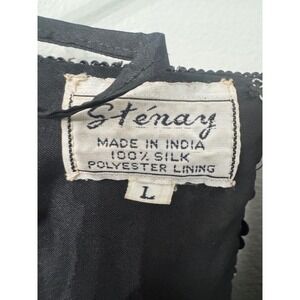 Sténay
MADE IN INDIA
100% SILK
POLYESTER LINING
L